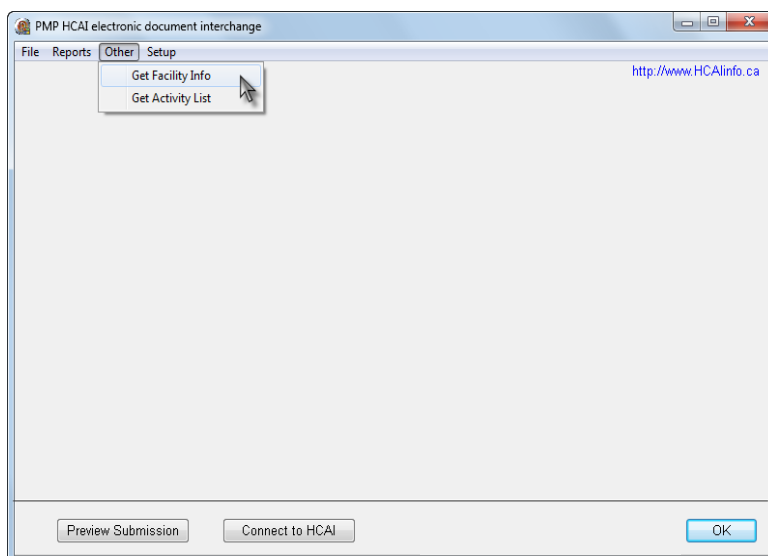 PMP HCAI electronic document interchange
File Reports Other Setup
http://www.HCAIinfo.ca
Get Facility Info
Get Activity List
Preview Submission Connect to HCAI OK